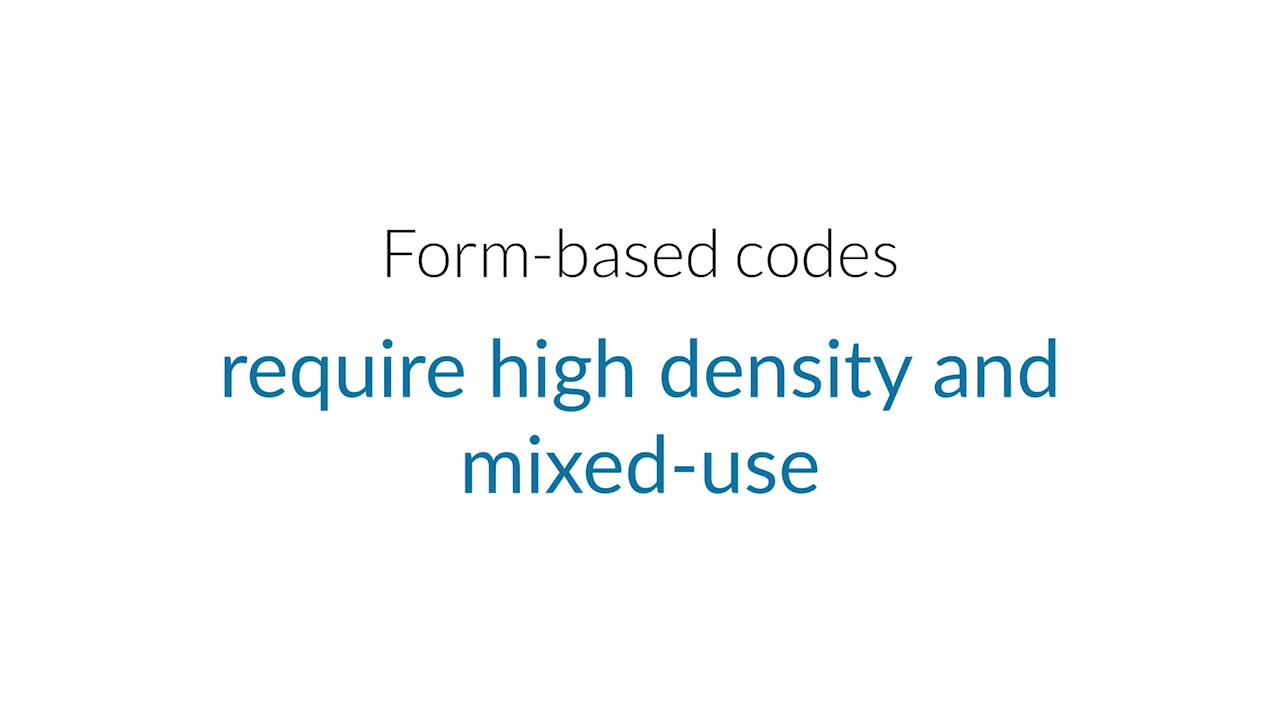 Form-based codes
require high density and
mixed-use